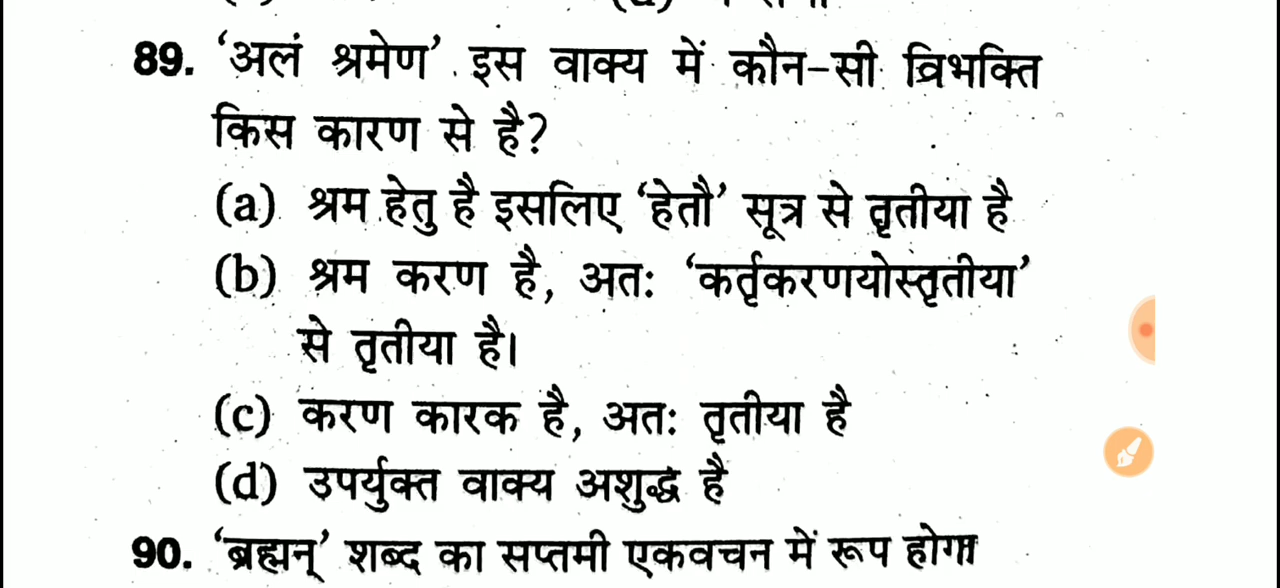 89. ‘अलं श्रमेण’ इस वाक्य में कौन-सी विभक्ति
किस कारण से है?
(a) श्रम हेतु है इसलिए ‘हेतौ’ सूत्र से तृतीया है
(b) श्रम करण है, अतः ‘कर्तृकरणयोस्तृतीया’
से तृतीया है।
(c) करण कारक है, अतः तृतीया है
(d) उपर्युक्त वाक्य अशुद्ध है
90. ‘ब्रह्मन्’ शब्द का सप्तमी एकवचन में रूप होगा